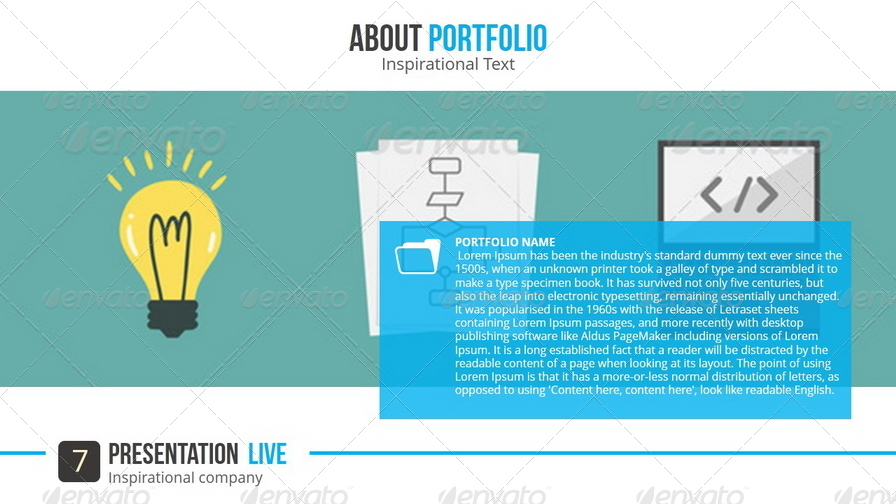 ABOUT PORTFOLIO
Inspirational Text
PORTFOLIO NAME
Lorem Ipsum has been the industry's standard dummy text ever since the
1500s, when an unknown printer took a galley of type and scrambled it to
make a type specimen book. It has survived not only five centuries, but
also the leap into electronic typesetting, remaining essentially unchanged.
It was popularised in the 1960s with the release of Letraset sheets
containing Lorem Ipsum passages, and more recently with desktop
publishing software like Aldus PageMaker including versions of Lorem
Ipsum. It is a long established fact that a reader will be distracted by the
readable content of a page when looking at its layout. The point of using
Lorem Ipsum is that it has a more-or-less normal distribution of letters, as
opposed to using 'Content here, content here', look like readable English.
7
PRESENTATION LIVE
Inspirational company
envato